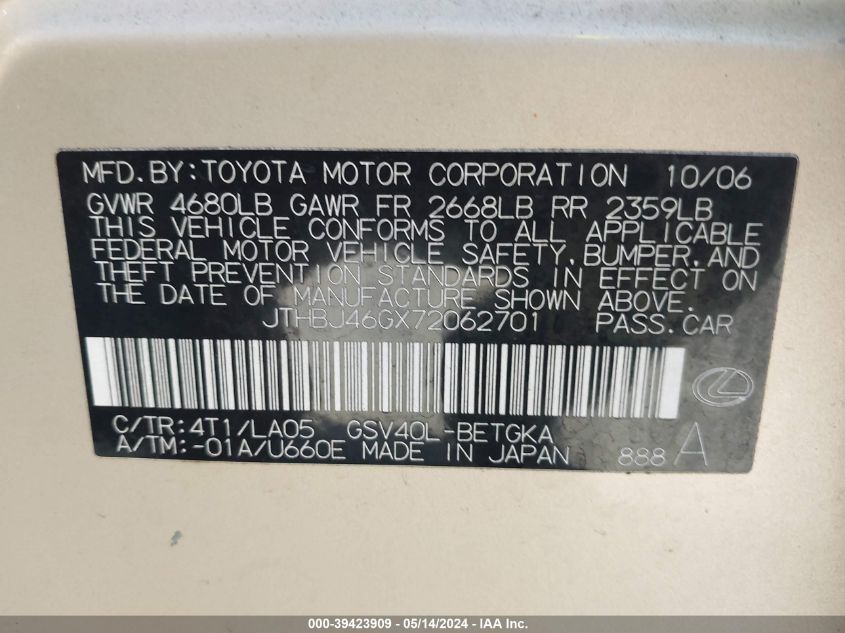 MFD.BY:TOYOTA MOTOR CORPORATION 10/06
GVWR 4680LB GAWR FR 2668LB RR 2359LB
THIS VEHICLE CONFORMS TO ALL APPLICABLE
FEDERAL MOTOR VEHICLE SAFETY,BUMPER,AND
THEFT PREVENTION STANDARDS IN EFFECT ON
THE DATE OF MANUFACTURE SHOWN ABOVE.
JTHBJ46GX72062701 PASS.CAR
C/TR:4T1/LA05 GSV40L-BETGKA
A/TM:-01A/U660E MADE IN JAPAN 888 A
000-39423909 - 05/14/2024 - IAA Inc.